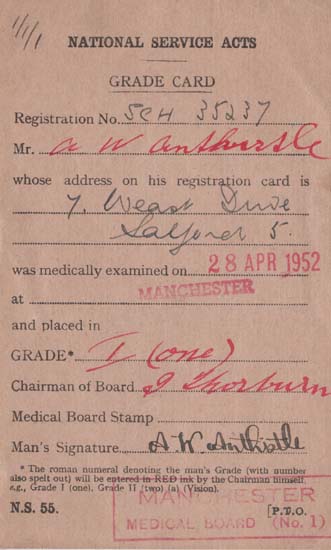 1/1/1
NATIONAL SERVICE ACTS
GRADE CARD
Registration No. SCH 35237
Mr. A W Anthistle
whose address on his registration card is
7, Weast Drive
Salford 5.
was medically examined on 28 APR 1952
at MANCHESTER
and placed in
GRADE* I (one)
Chairman of Board J Thorburn
Medical Board Stamp
Man's Signature A.W. Anthistle
* The roman numeral denoting the man's Grade (with number
also spelt out) will be entered in RED ink by the Chairman himself,
e.g., Grade I (one), Grade II (two) (a) (Vision).
MANCHESTER
N.S. 55. [P.T.O.
MEDICAL BOARD (No. 1)